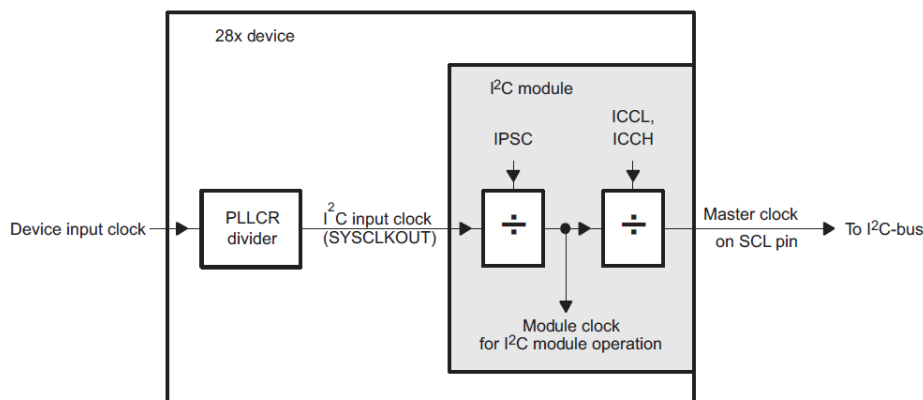 28x device
I²C module
ICCL,
ICCH
IPSC
Device input clock
PLLCR
divider
I²C input clock
(SYSCLKOUT)
÷
÷
Master clock
on SCL pin
To I²C-bus
Module clock
for I²C module operation